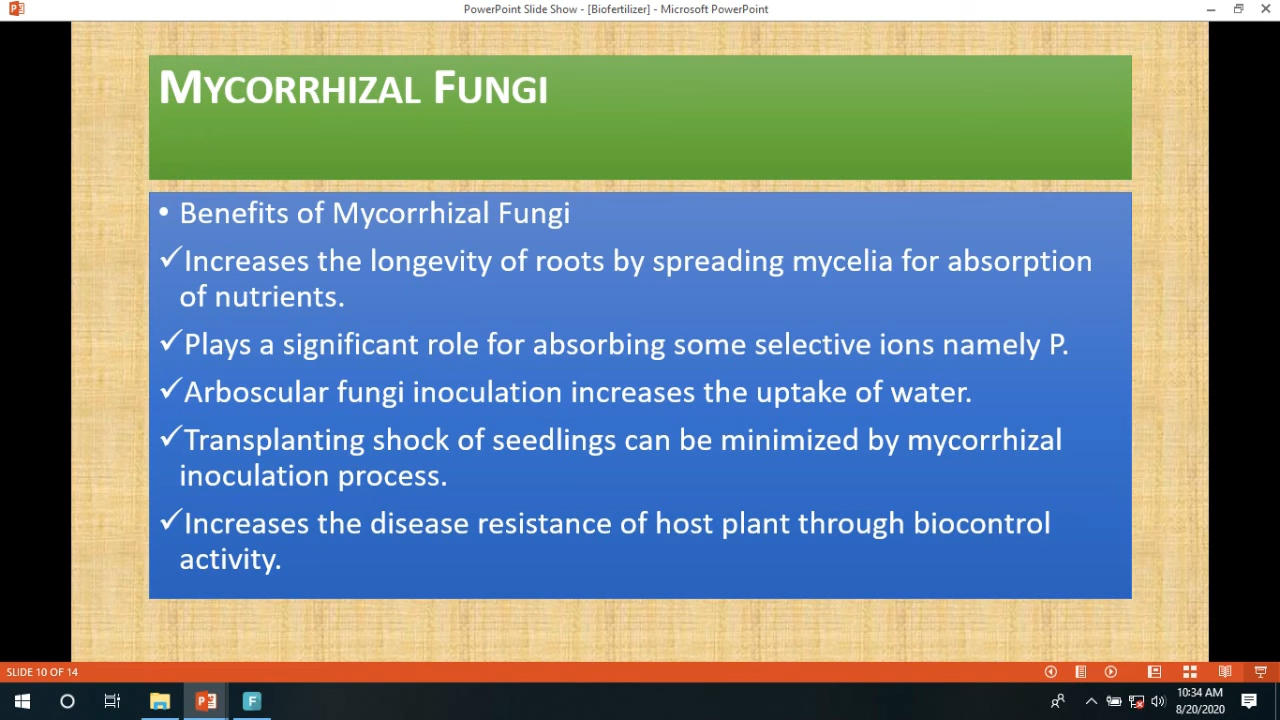 PowerPoint Slide Show - [Biofertilizer] - Microsoft PowerPoint
MYCORRHIZAL FUNGI
• Benefits of Mycorrhizal Fungi
✓Increases the longevity of roots by spreading mycelia for absorption
of nutrients.
✓Plays a significant role for absorbing some selective ions namely P.
✓Arboscular fungi inoculation increases the uptake of water.
✓Transplanting shock of seedlings can be minimized by mycorrhizal
inoculation process.
✓Increases the disease resistance of host plant through biocontrol
activity.
SLIDE 10 OF 14
10:34 AM
8/20/2020